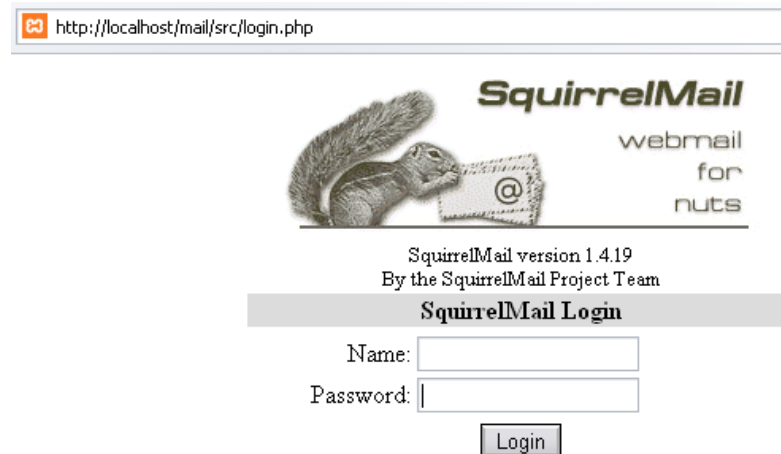 http://localhost/mail/src/login.php
SquirrelMail
webmail
for
nuts
@
SquirrelMail version 1.4.19
By the SquirrelMail Project Team
SquirrelMail Login
Name:
Password:
Login